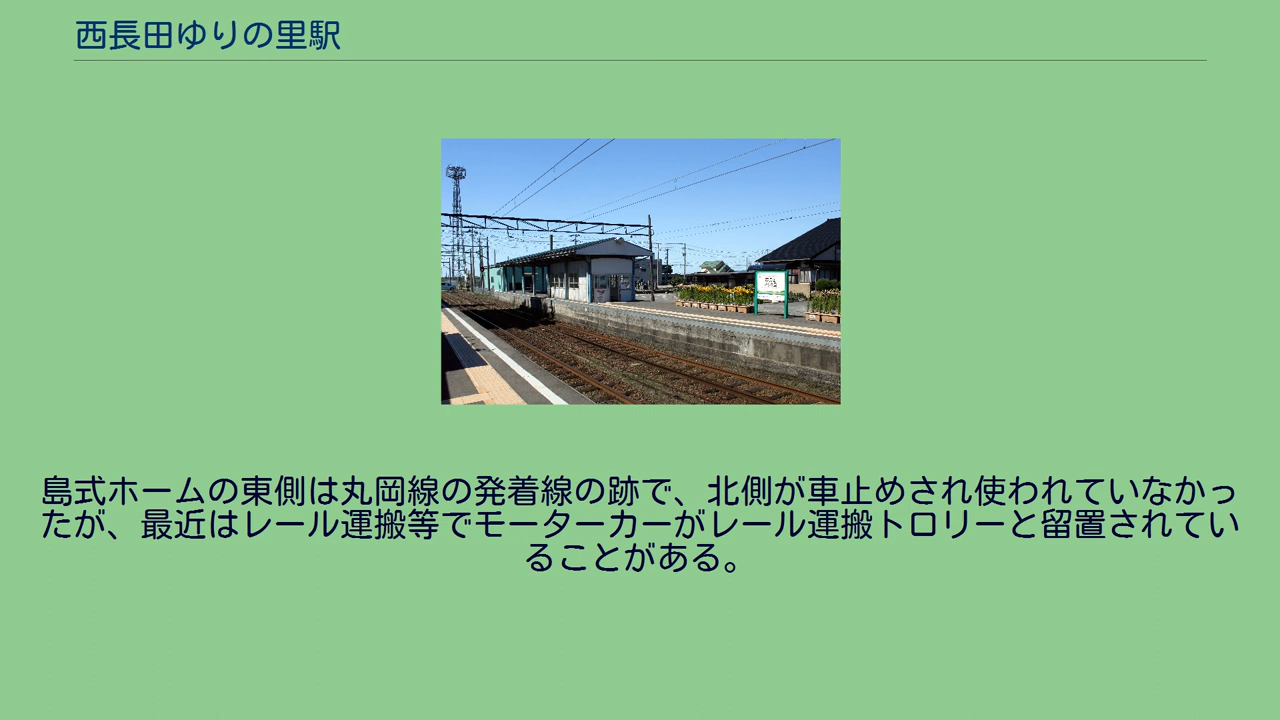 西長田ゆりの里駅
島式ホームの東側は丸岡線の発着線の跡で、北側が車止めされ使われていなかっ
たが、最近はレール運搬等でモーターカーがレール運搬トロリーと留置されてい
ることがある。